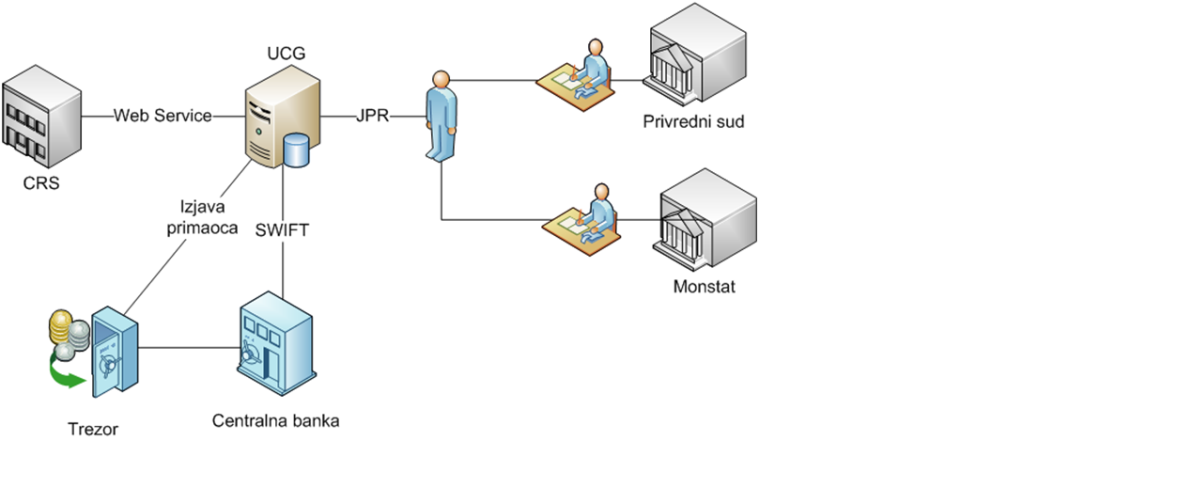 UCG
Web Service
JPR
Privredni sud
CRS
Izjava
primaoca
SWIFT
Monstat
Centralna banka
Trezor